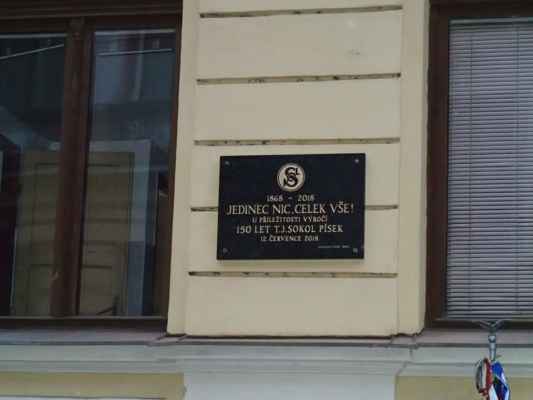 S
1868 - 2018
JEDINEC NIC, CELEK VŠE!
U PŘÍLEŽITOSTI VÝROČÍ
150 LET T.J. SOKOL PÍSEK
12. ČERVENCE 2018